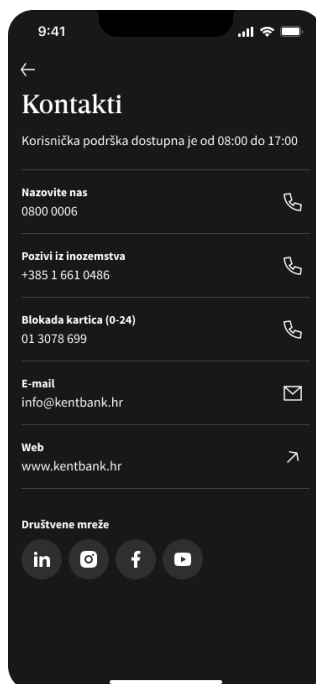 9:41
Kontakti
Korisnička podrška dostupna je od 08:00 do 17:00
Nazovite nas
0800 0006
Pozivi iz inozemstva
+385 1 661 0486
Blokada kartica (0-24)
01 3078 699
E-mail
info@kentbank.hr
Web
www.kentbank.hr
Društvene mreže